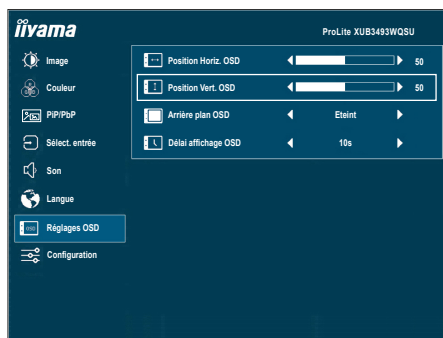 iiyama
ProLite XUB3493WQSU
Image
Couleur
PiP/PbP
Sélect. entrée
Son
Langue
Réglages OSD
Configuration
Position Horiz. OSD 50
Position Vert. OSD 50
Arrière plan OSD Eteint
Délai affichage OSD 10s